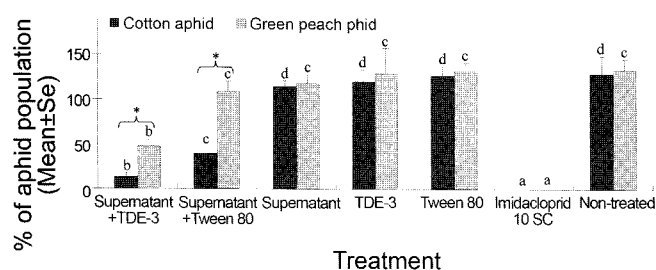 Cotton aphid Green peach phid
% of aphid population
(Mean±Se)
150
100
50
0
* *
b b c c d c d c d c a a d c
Supernatant
+TDE-3
Supernatant
+Tween 80
Supernatant
TDE-3
Tween 80
Imidacloprid
10 SC
Non-treated
Treatment